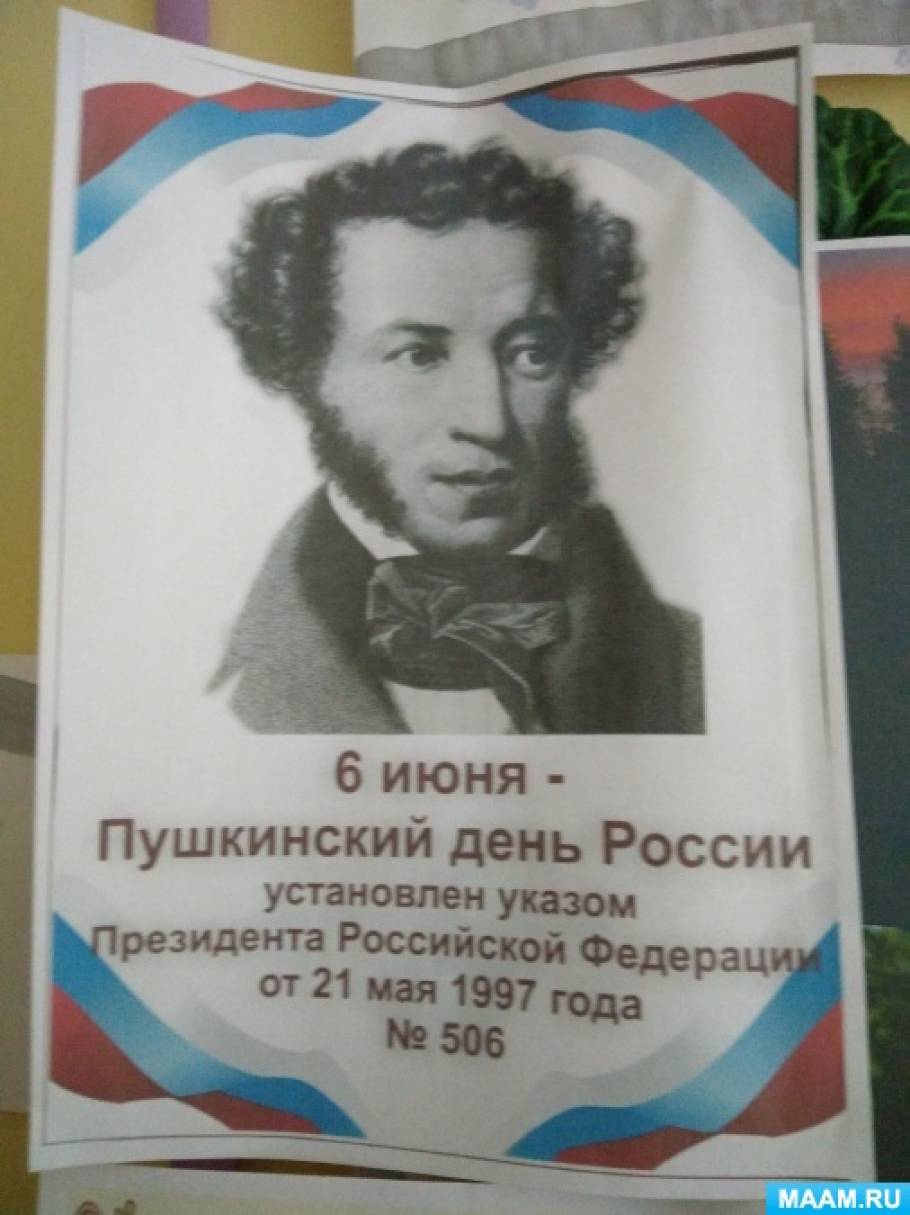 6 июня -
Пушкинский день России
установлен указом
Президента Российской Федерации
от 21 мая 1997 года
№ 506
MAAM.RU